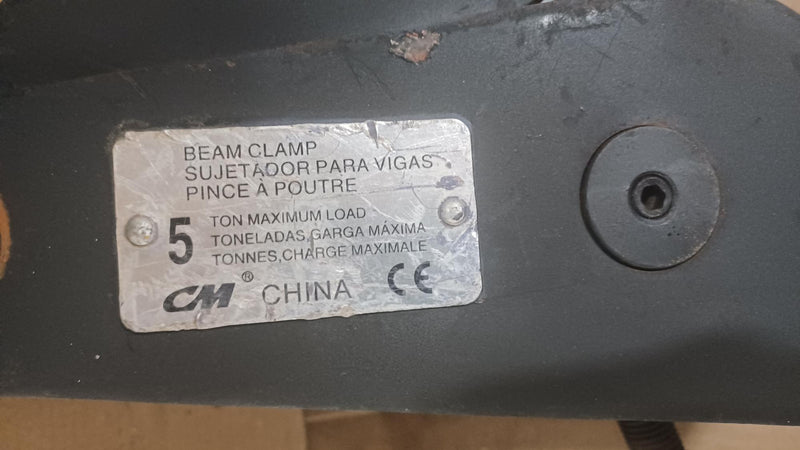 BEAM CLAMP
SUJETADOR PARA VIGAS
PINCE À POUTRE
5 TON MAXIMUM LOAD
TONELADAS,GARGA MÁXIMA
TONNES,CHARGE MAXIMALE
CM® CHINA CE